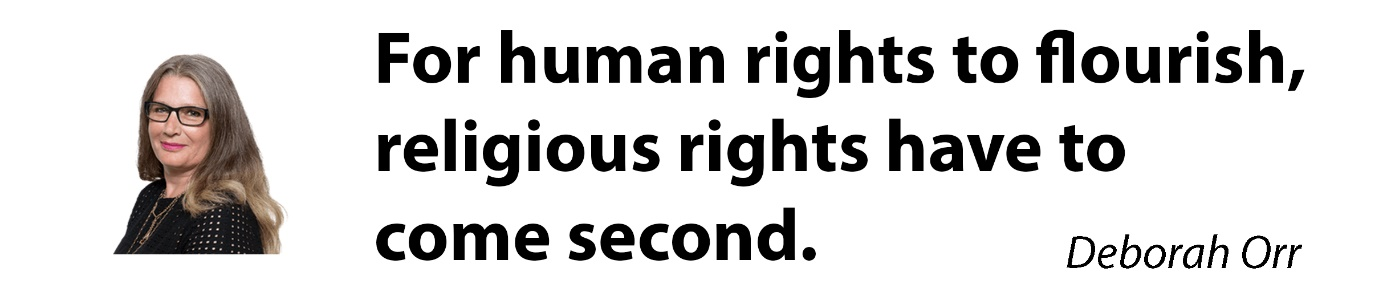 For human rights to flourish,
religious rights have to
come second.
Deborah Orr